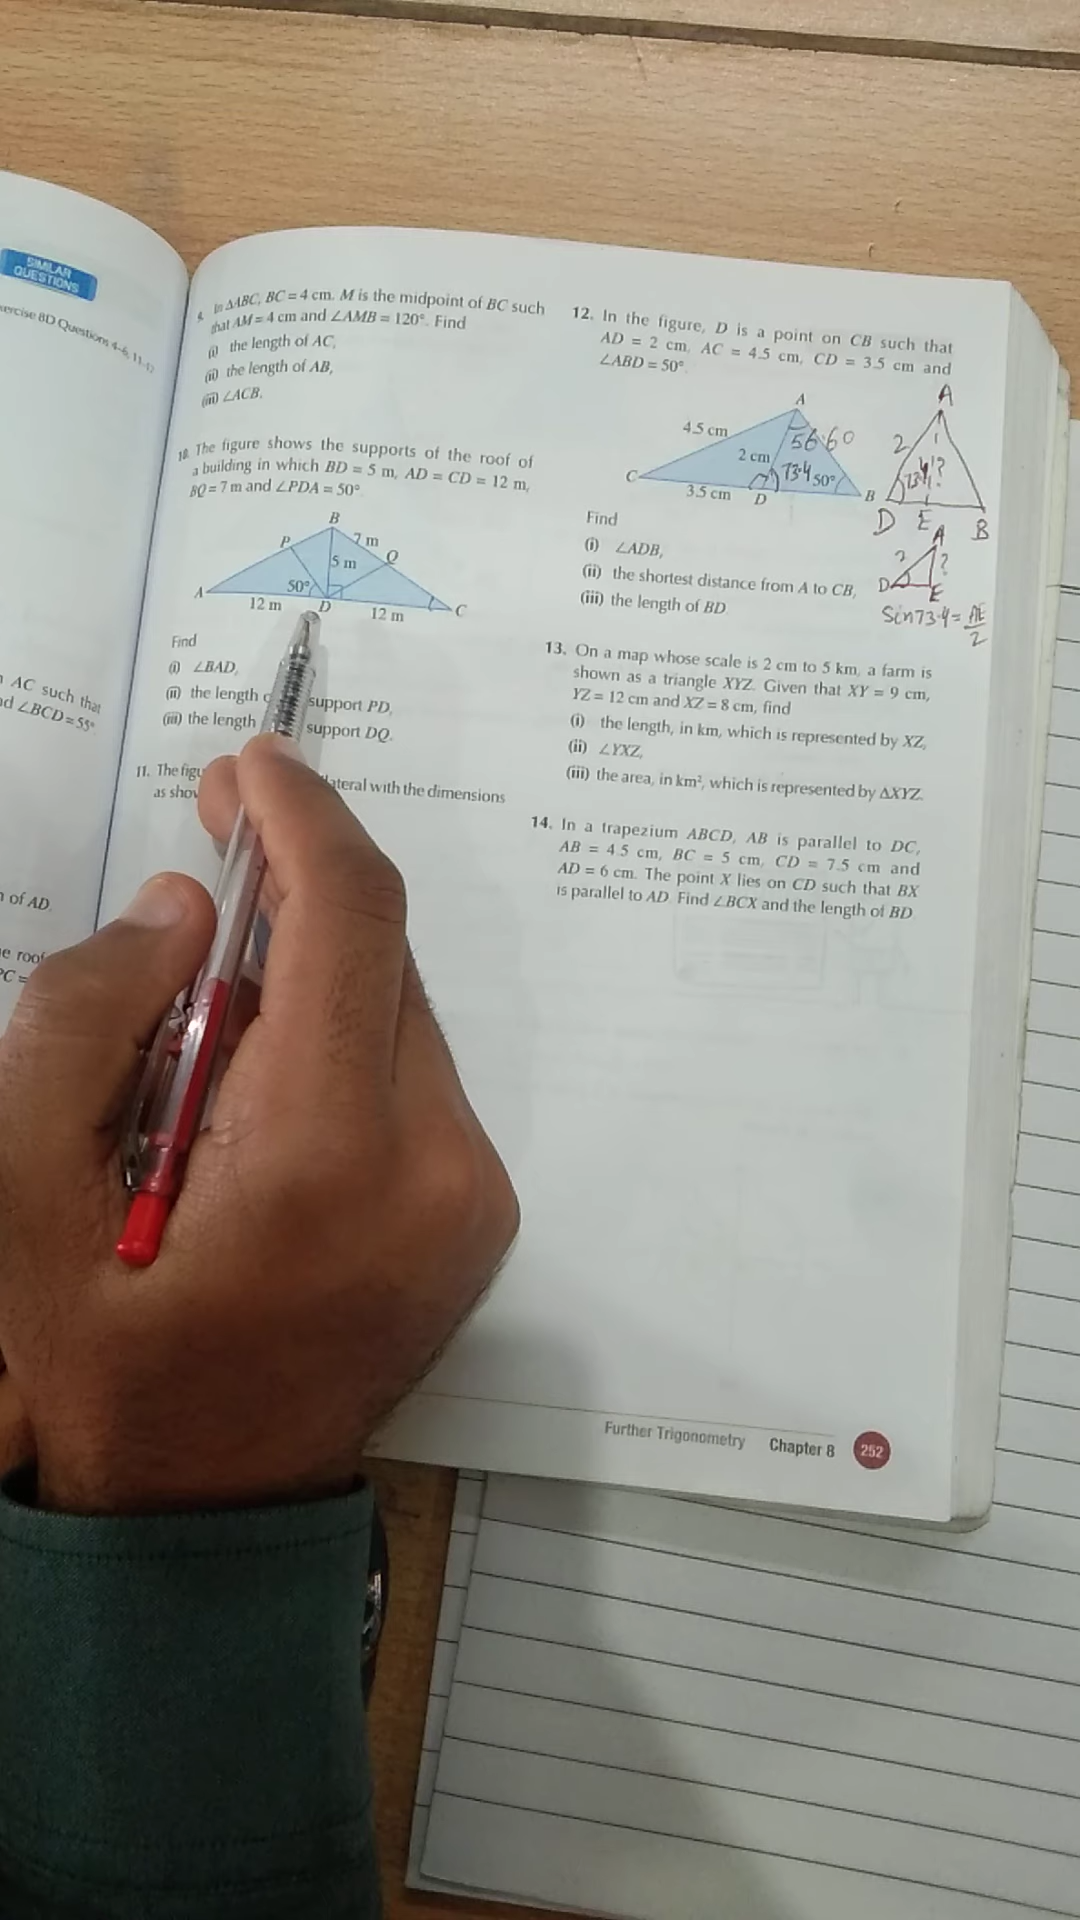 SIMILAR
QUESTIONS
Exercise 8D Questions 4-6, 11-12
AC such that
∠BCD = 55°
of AD.
roof
PC =
9. In △ABC, BC = 4 cm. M is the midpoint of BC such
that AM = 4 cm and ∠AMB = 120°. Find
(i) the length of AC,
(ii) the length of AB,
(iii) ∠ACB.
10. The figure shows the supports of the roof of
a building in which BD = 5 m, AD = CD = 12 m,
BQ = 7 m and ∠PDA = 50°.
B
P
7 m
Q
5 m
A
50°
12 m
D
12 m
C
Find
(i) ∠BAD,
(ii) the length support PD,
(iii) the length support DQ.
11. The with the dimensions
as
12. In the figure, D is a point on CB such that
AD = 2 cm, AC = 4.5 cm, CD = 3.5 cm and
∠ABD = 50°.
A
4.5 cm
56.60
2 cm
73.4
50°
C
3.5 cm
D
B
A
2
73.4
?
D E B
A
2
?
D
E
Sin73.4 = AE
2
Find
(i) ∠ADB,
(ii) the shortest distance from A to CB,
(iii) the length of BD.
13. On a map whose scale is 2 cm to 5 km, a farm is
shown as a triangle XYZ. Given that XY = 9 cm,
YZ = 12 cm and XZ = 8 cm, find
(i) the length, in km, which is represented by XZ,
(ii) ∠YXZ,
(iii) the area, in km², which is represented by △XYZ.
14. In a trapezium ABCD, AB is parallel to DC,
AB = 4.5 cm, BC = 5 cm, CD = 7.5 cm and
AD = 6 cm. The point X lies on CD such that BX
is parallel to AD. Find ∠BCX and the length of BD.
Further Trigonometry Chapter 8 252